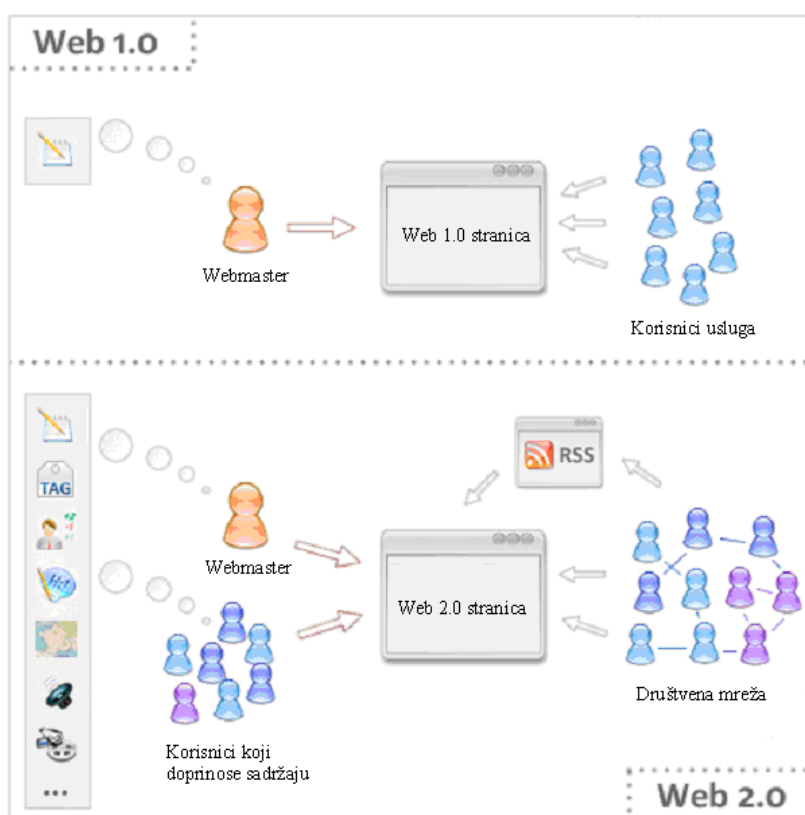 Web 1.0
Web 1.0 stranica
Webmaster
Korisnici usluga
RSS
TAG
Webmaster
Web 2.0 stranica
Društvena mreža
Korisnici koji
doprinose sadržaju
...
Web 2.0